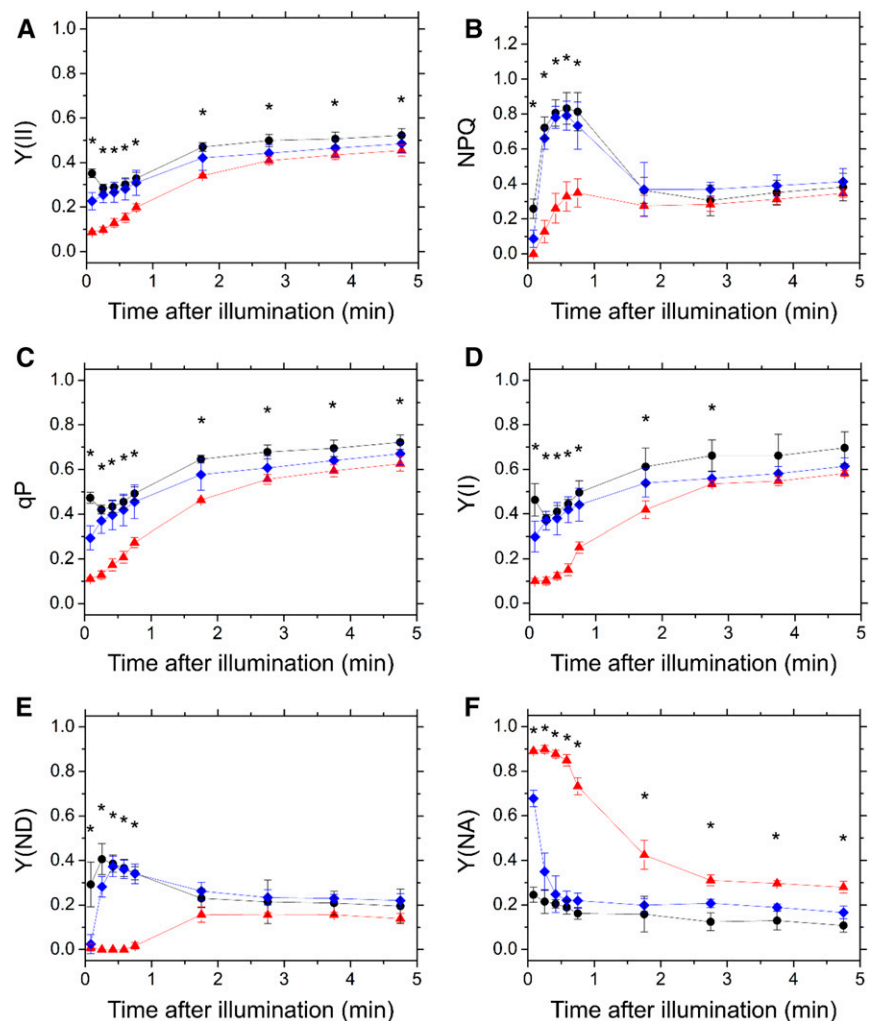 A
B
1.0
0.8
0.6
0.4
0.2
0.0
Y(II)
* * * * * * * * *
0 1 2 3 4 5
Time after illumination (min)
1.2
1.0
0.8
0.6
0.4
0.2
0.0
NPQ
* * * * *
0 1 2 3 4 5
Time after illumination (min)
C
D
1.0
0.8
0.6
0.4
0.2
0.0
qP
* * * * * * * * *
0 1 2 3 4 5
Time after illumination (min)
1.0
0.8
0.6
0.4
0.2
0.0
Y(I)
* * * * * * *
0 1 2 3 4 5
Time after illumination (min)
E
F
1.0
0.8
0.6
0.4
0.2
0.0
Y(ND)
* * * * *
0 1 2 3 4 5
Time after illumination (min)
1.0
0.8
0.6
0.4
0.2
0.0
Y(NA)
* * * * * * * * *
0 1 2 3 4 5
Time after illumination (min)